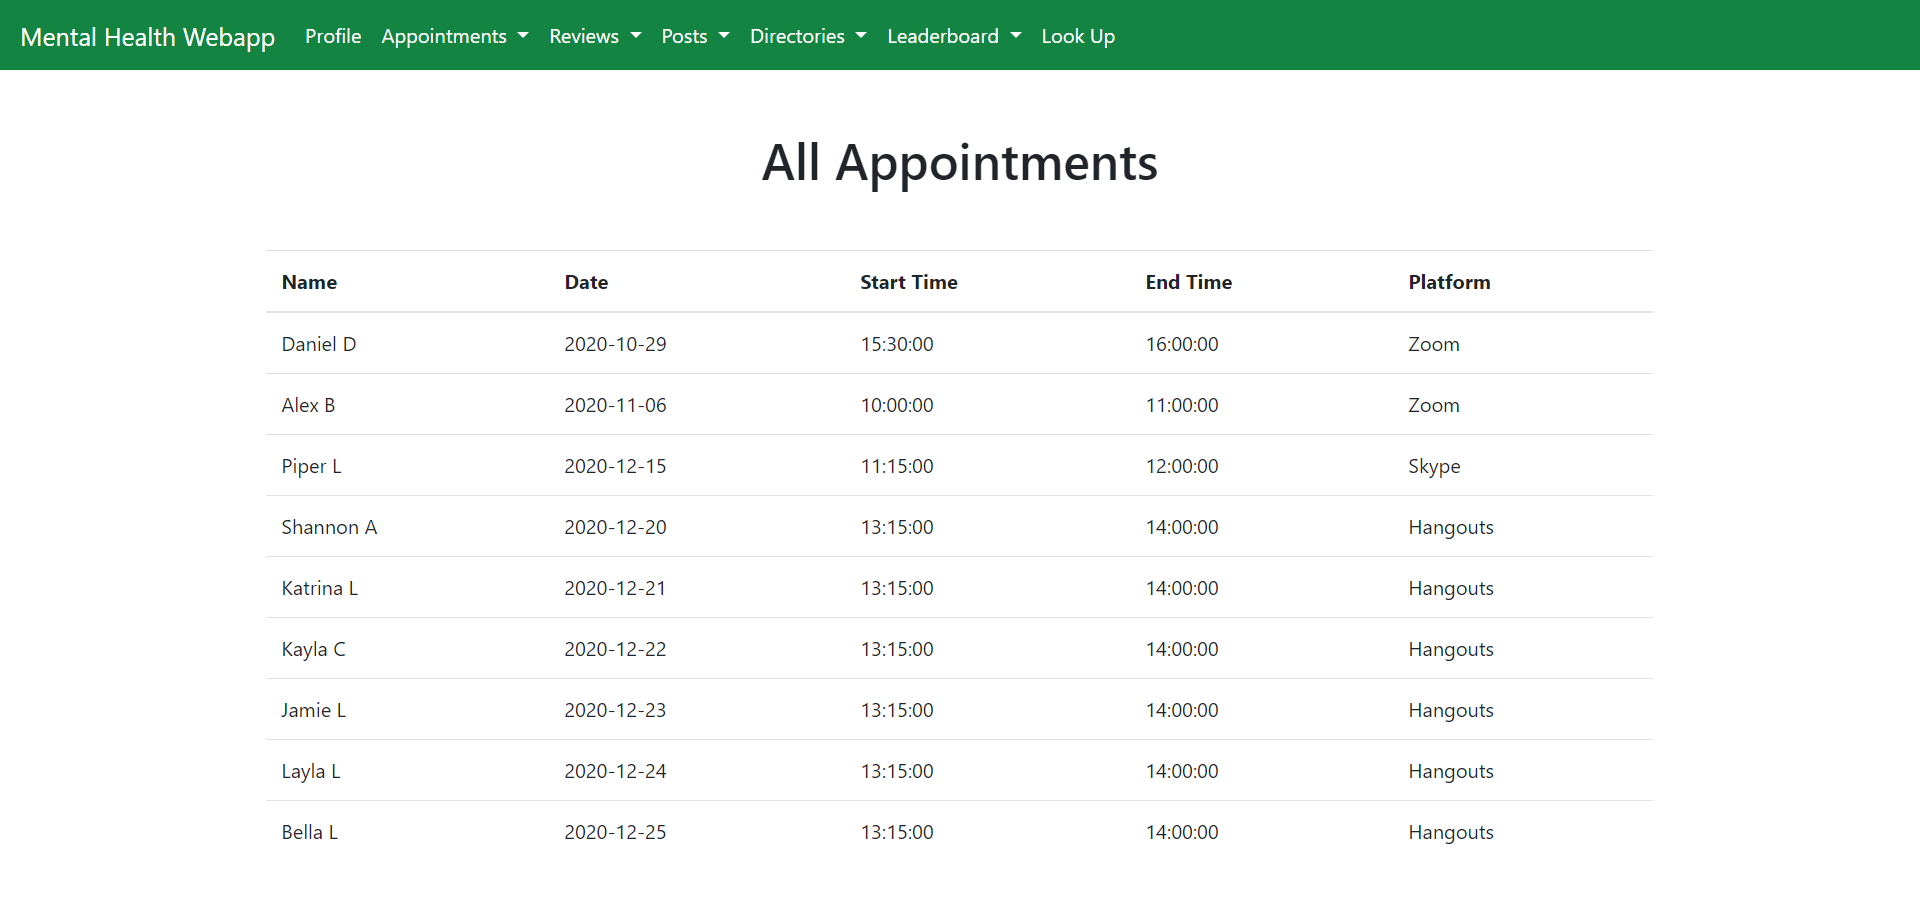 Mental Health Webapp Profile Appointments Reviews Posts Directories Leaderboard Look Up
All Appointments
Name Date Start Time End Time Platform
Daniel D 2020-10-29 15:30:00 16:00:00 Zoom
Alex B 2020-11-06 10:00:00 11:00:00 Zoom
Piper L 2020-12-15 11:15:00 12:00:00 Skype
Shannon A 2020-12-20 13:15:00 14:00:00 Hangouts
Katrina L 2020-12-21 13:15:00 14:00:00 Hangouts
Kayla C 2020-12-22 13:15:00 14:00:00 Hangouts
Jamie L 2020-12-23 13:15:00 14:00:00 Hangouts
Layla L 2020-12-24 13:15:00 14:00:00 Hangouts
Bella L 2020-12-25 13:15:00 14:00:00 Hangouts